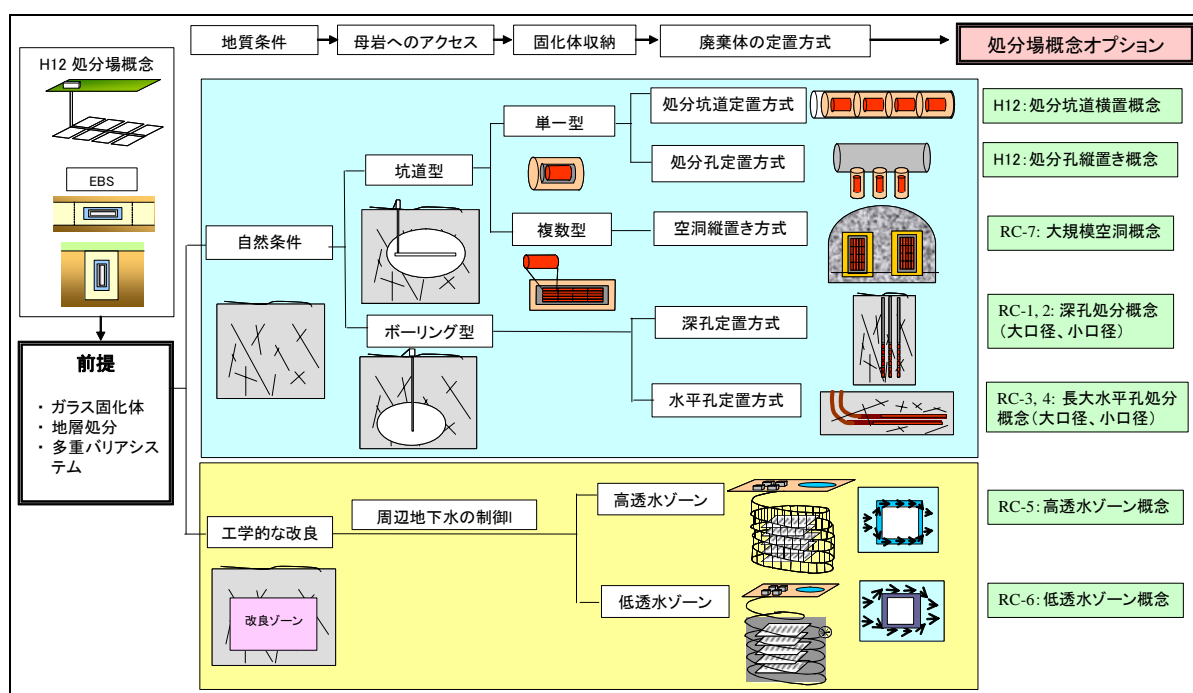 地質条件
母岩へのアクセス
固化体収納
廃棄体の定置方式
処分場概念オプション
H12 処分場概念
EBS
前提
・ ガラス固化体
・ 地層処分
・ 多重バリアシス
テム
自然条件
坑道型
単一型
処分坑道定置方式
H12:処分坑道横置概念
処分孔定置方式
H12:処分孔縦置き概念
複数型
空洞縦置き方式
RC-7: 大規模空洞概念
ボーリング型
深孔定置方式
RC-1, 2: 深孔処分概念
(大口径、小口径)
水平孔定置方式
RC-3, 4: 長大水平孔処分
概念(大口径、小口径)
工学的な改良
周辺地下水の制御l
高透水ゾーン
RC-5: 高透水ゾーン概念
低透水ゾーン
RC-6: 低透水ゾーン概念
改良ゾーン